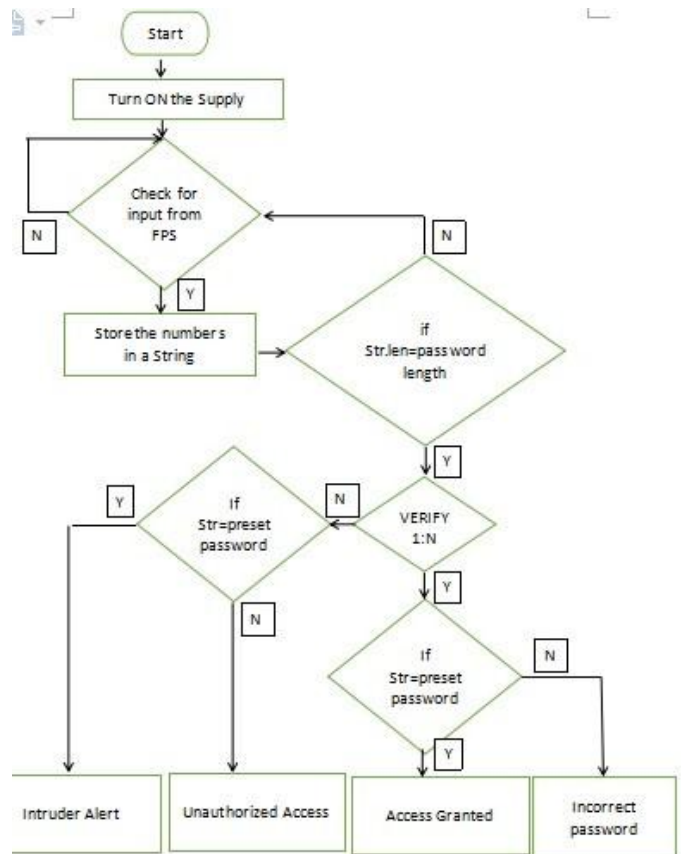 Start
Turn ON the Supply
Check for
input from
FPS
N
N
Y
Store the numbers
in a String
if
Str.len=password
length
Y
Y
If
Str=preset
password
N
VERIFY
1:N
Y
N
If
Str=preset
password
N
Y
Intruder Alert
Unauthorized Access
Access Granted
Incorrect
password